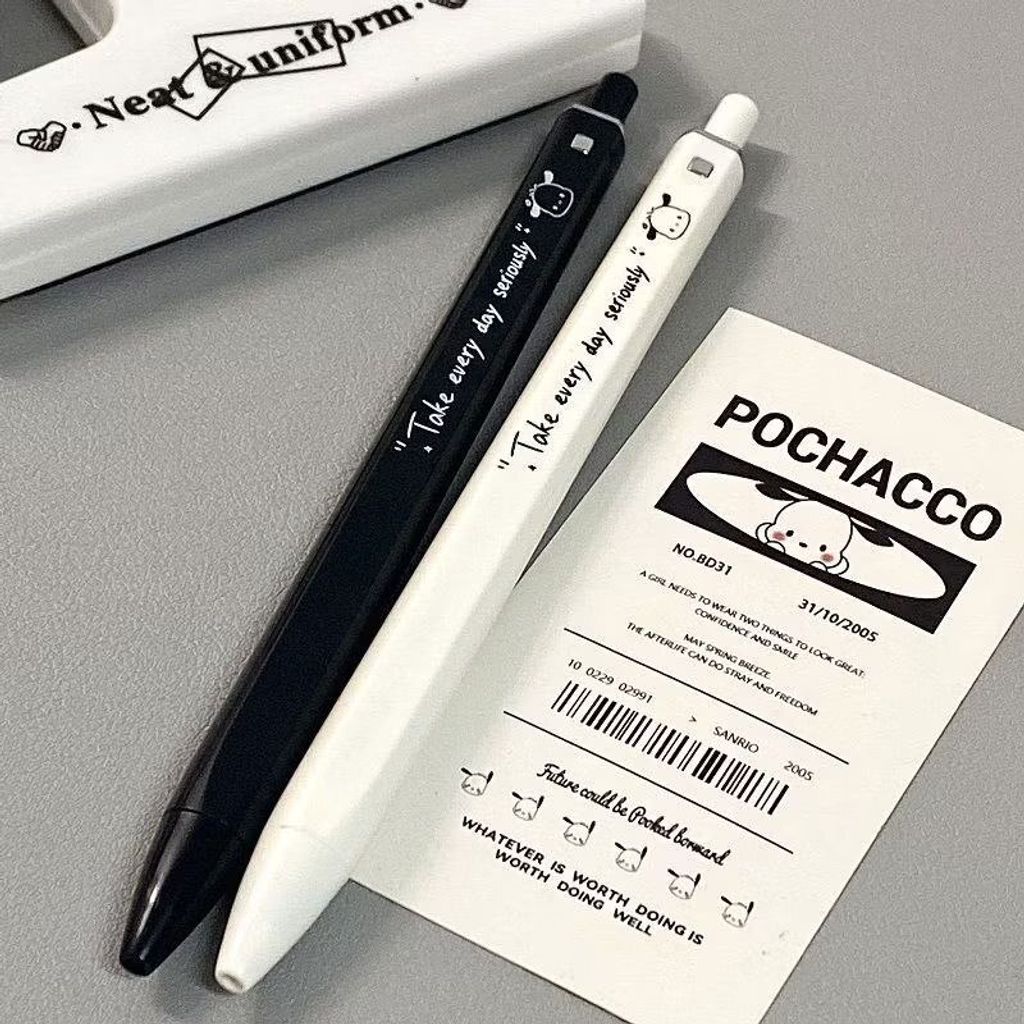 · Neat & uniform ·
"Take every day seriously"
"Take every day seriously"
POCHACCO
NO.BD31
31/10/2005
A GIRL NEEDS TO WEAR TWO THINGS TO LOOK GREAT:
CONFIDENCE AND SMILE
MAY SPRING BREEZE
THE AFTERLIFE CAN DO STRAY AND FREEDOM
10 0229 02991 > SANRIO 2005
Future could be Pooked borward
WHATEVER IS WORTH DOING IS
WORTH DOING WELL